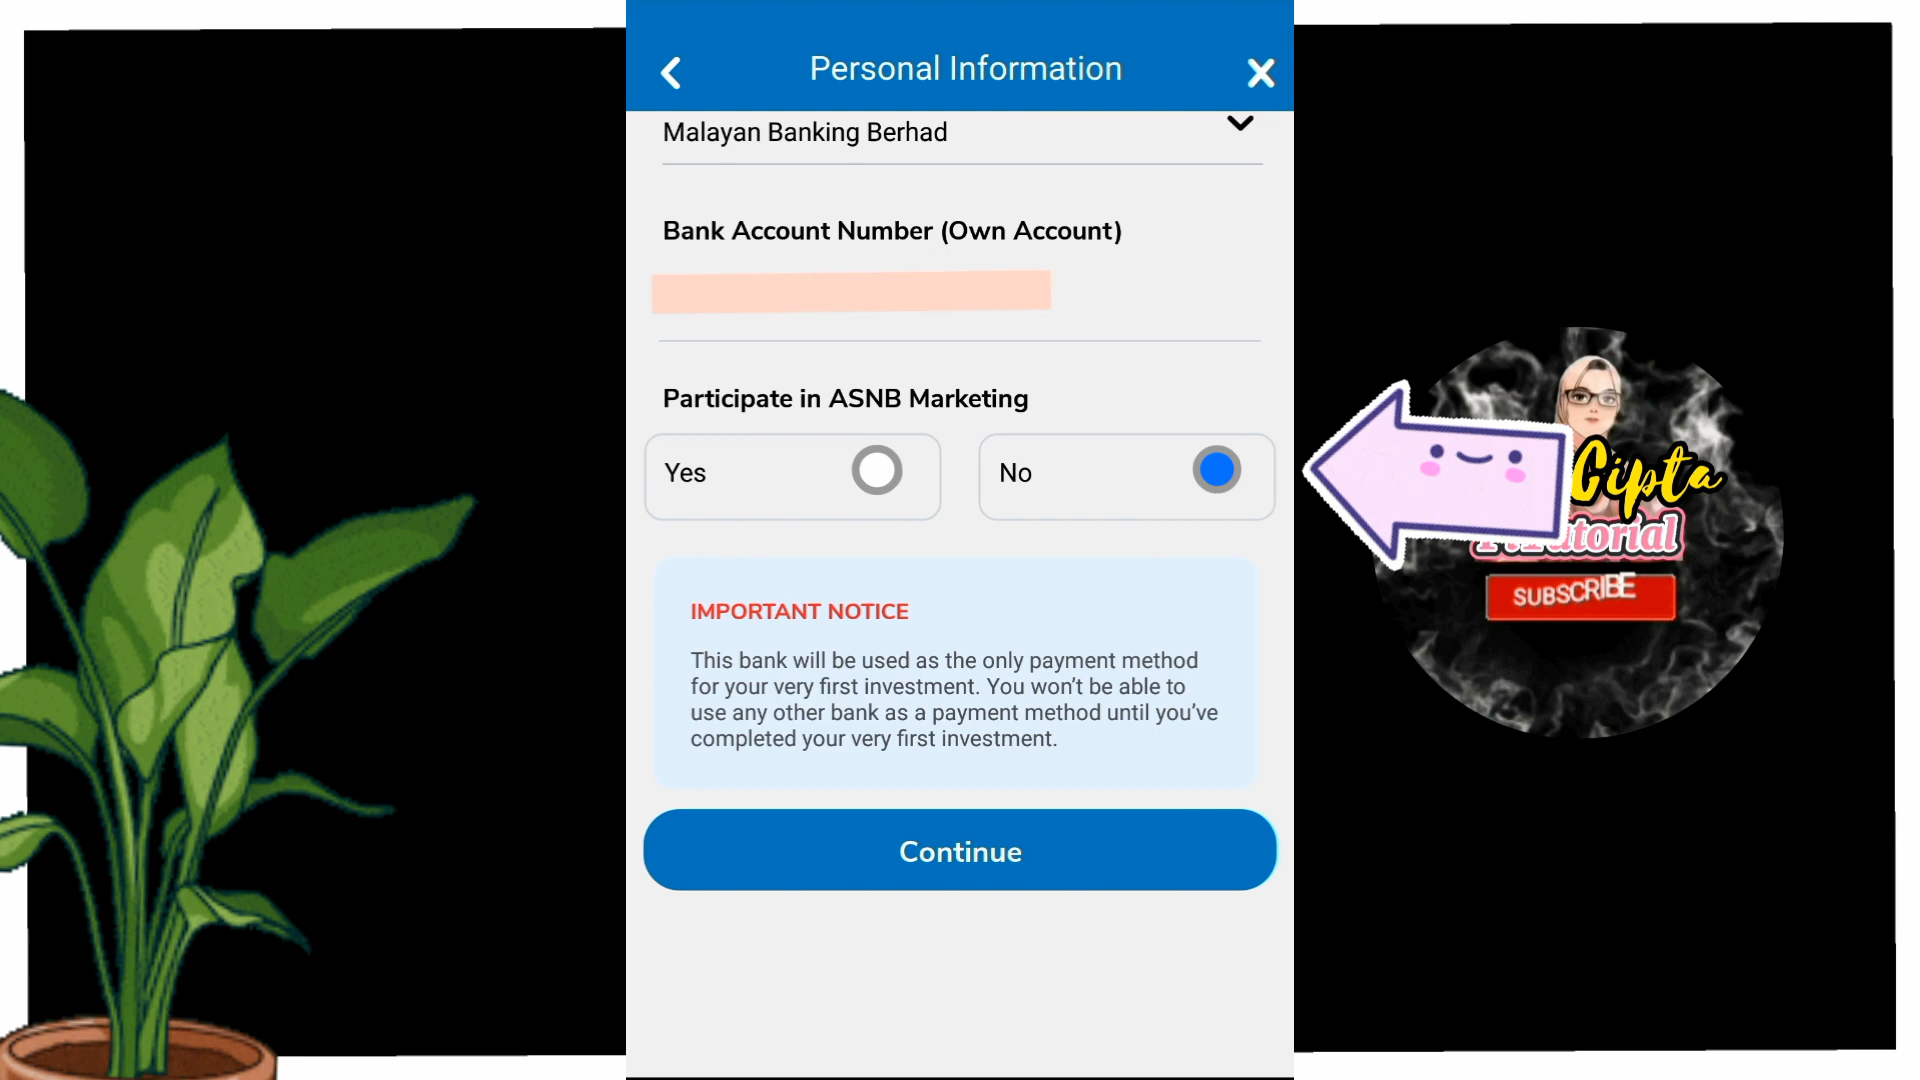 Personal Information
Malayan Banking Berhad
Bank Account Number (Own Account)
Participate in ASNB Marketing
Yes
No
Cipta
IMPORTANT NOTICE
This bank will be used as the only payment method
for your very first investment. You won’t be able to
use any other bank as a payment method until you’ve
completed your very first investment.
SUBSCRIBE
Continue